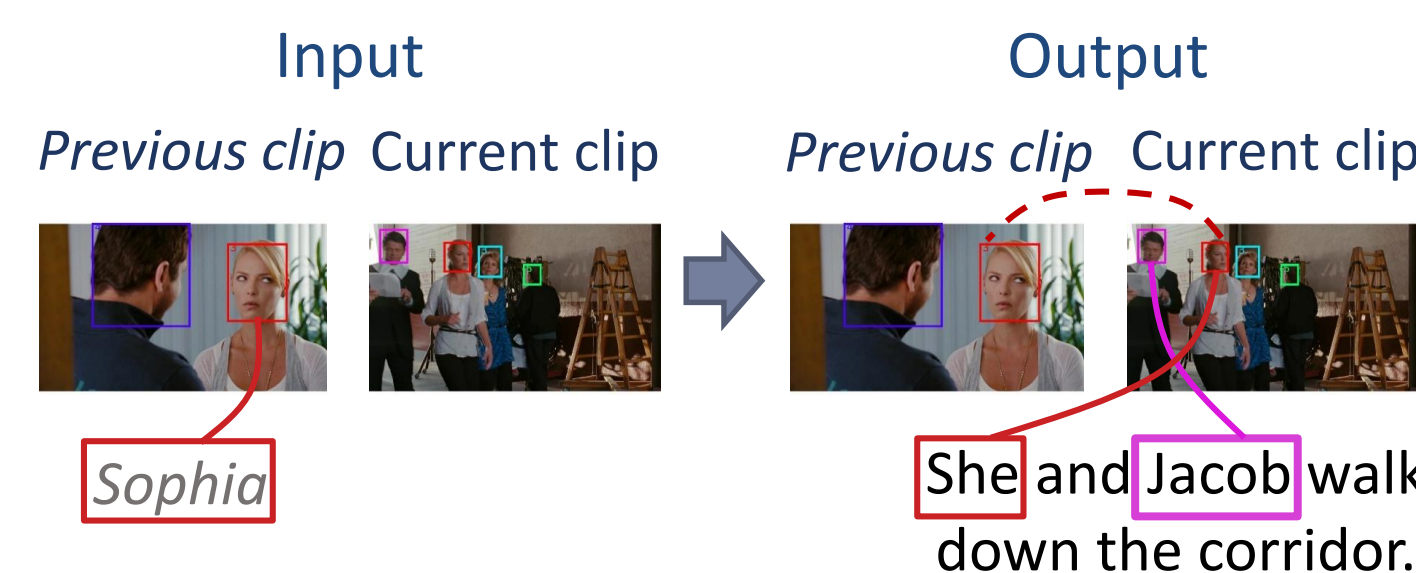 Input
Output
Previous clip Current clip
Previous clip Current clip
Sophia
She and Jacob walk
down the corridor.